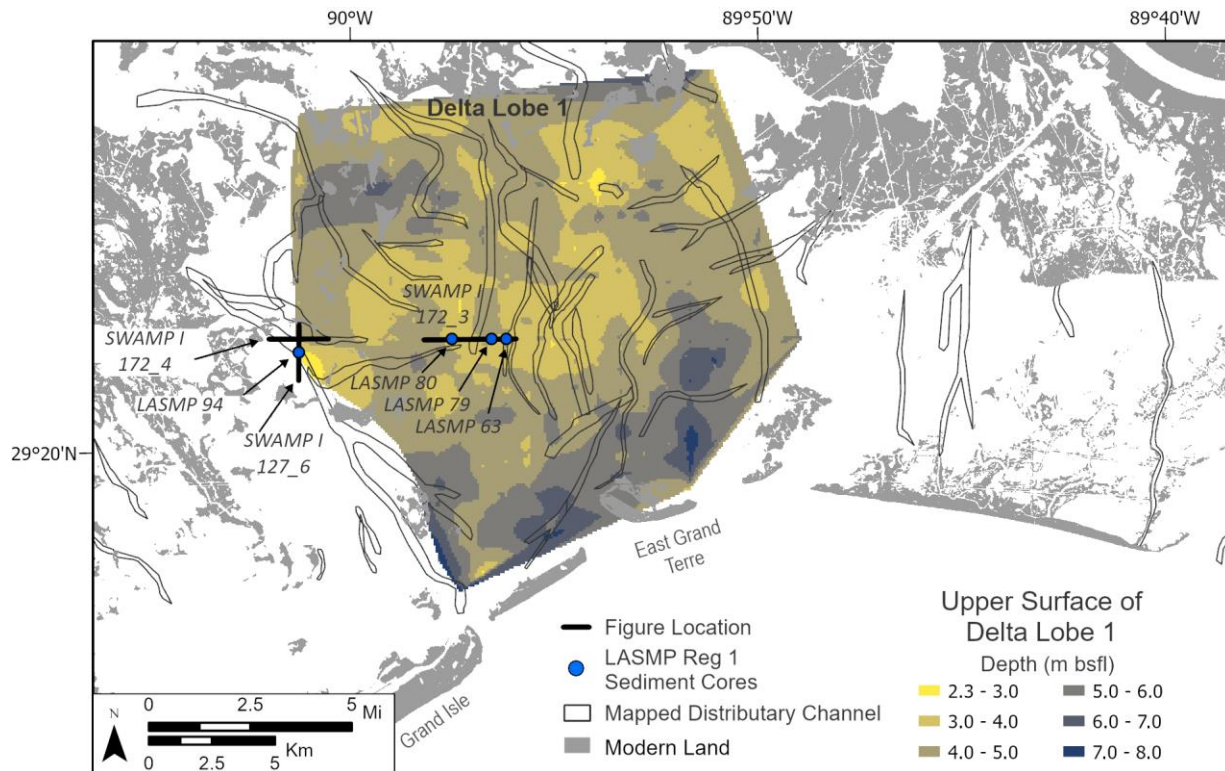 90°W
89°50'W
89°40'W
Delta Lobe 1
SWAMP I
172_3
SWAMP I
172_4
LASMP 94
LASMP 80
LASMP 79
LASMP 63
SWAMP I
127_6
29°20'N
East Grand
Terre
Grand Isle
Figure Location
LASMP Reg 1
Sediment Cores
Mapped Distributary Channel
Modern Land
Upper Surface of
Delta Lobe 1
Depth (m bsfl)
2.3 - 3.0
5.0 - 6.0
3.0 - 4.0
6.0 - 7.0
4.0 - 5.0
7.0 - 8.0
N
0 2.5 5
Mi
Km
0 2.5 5